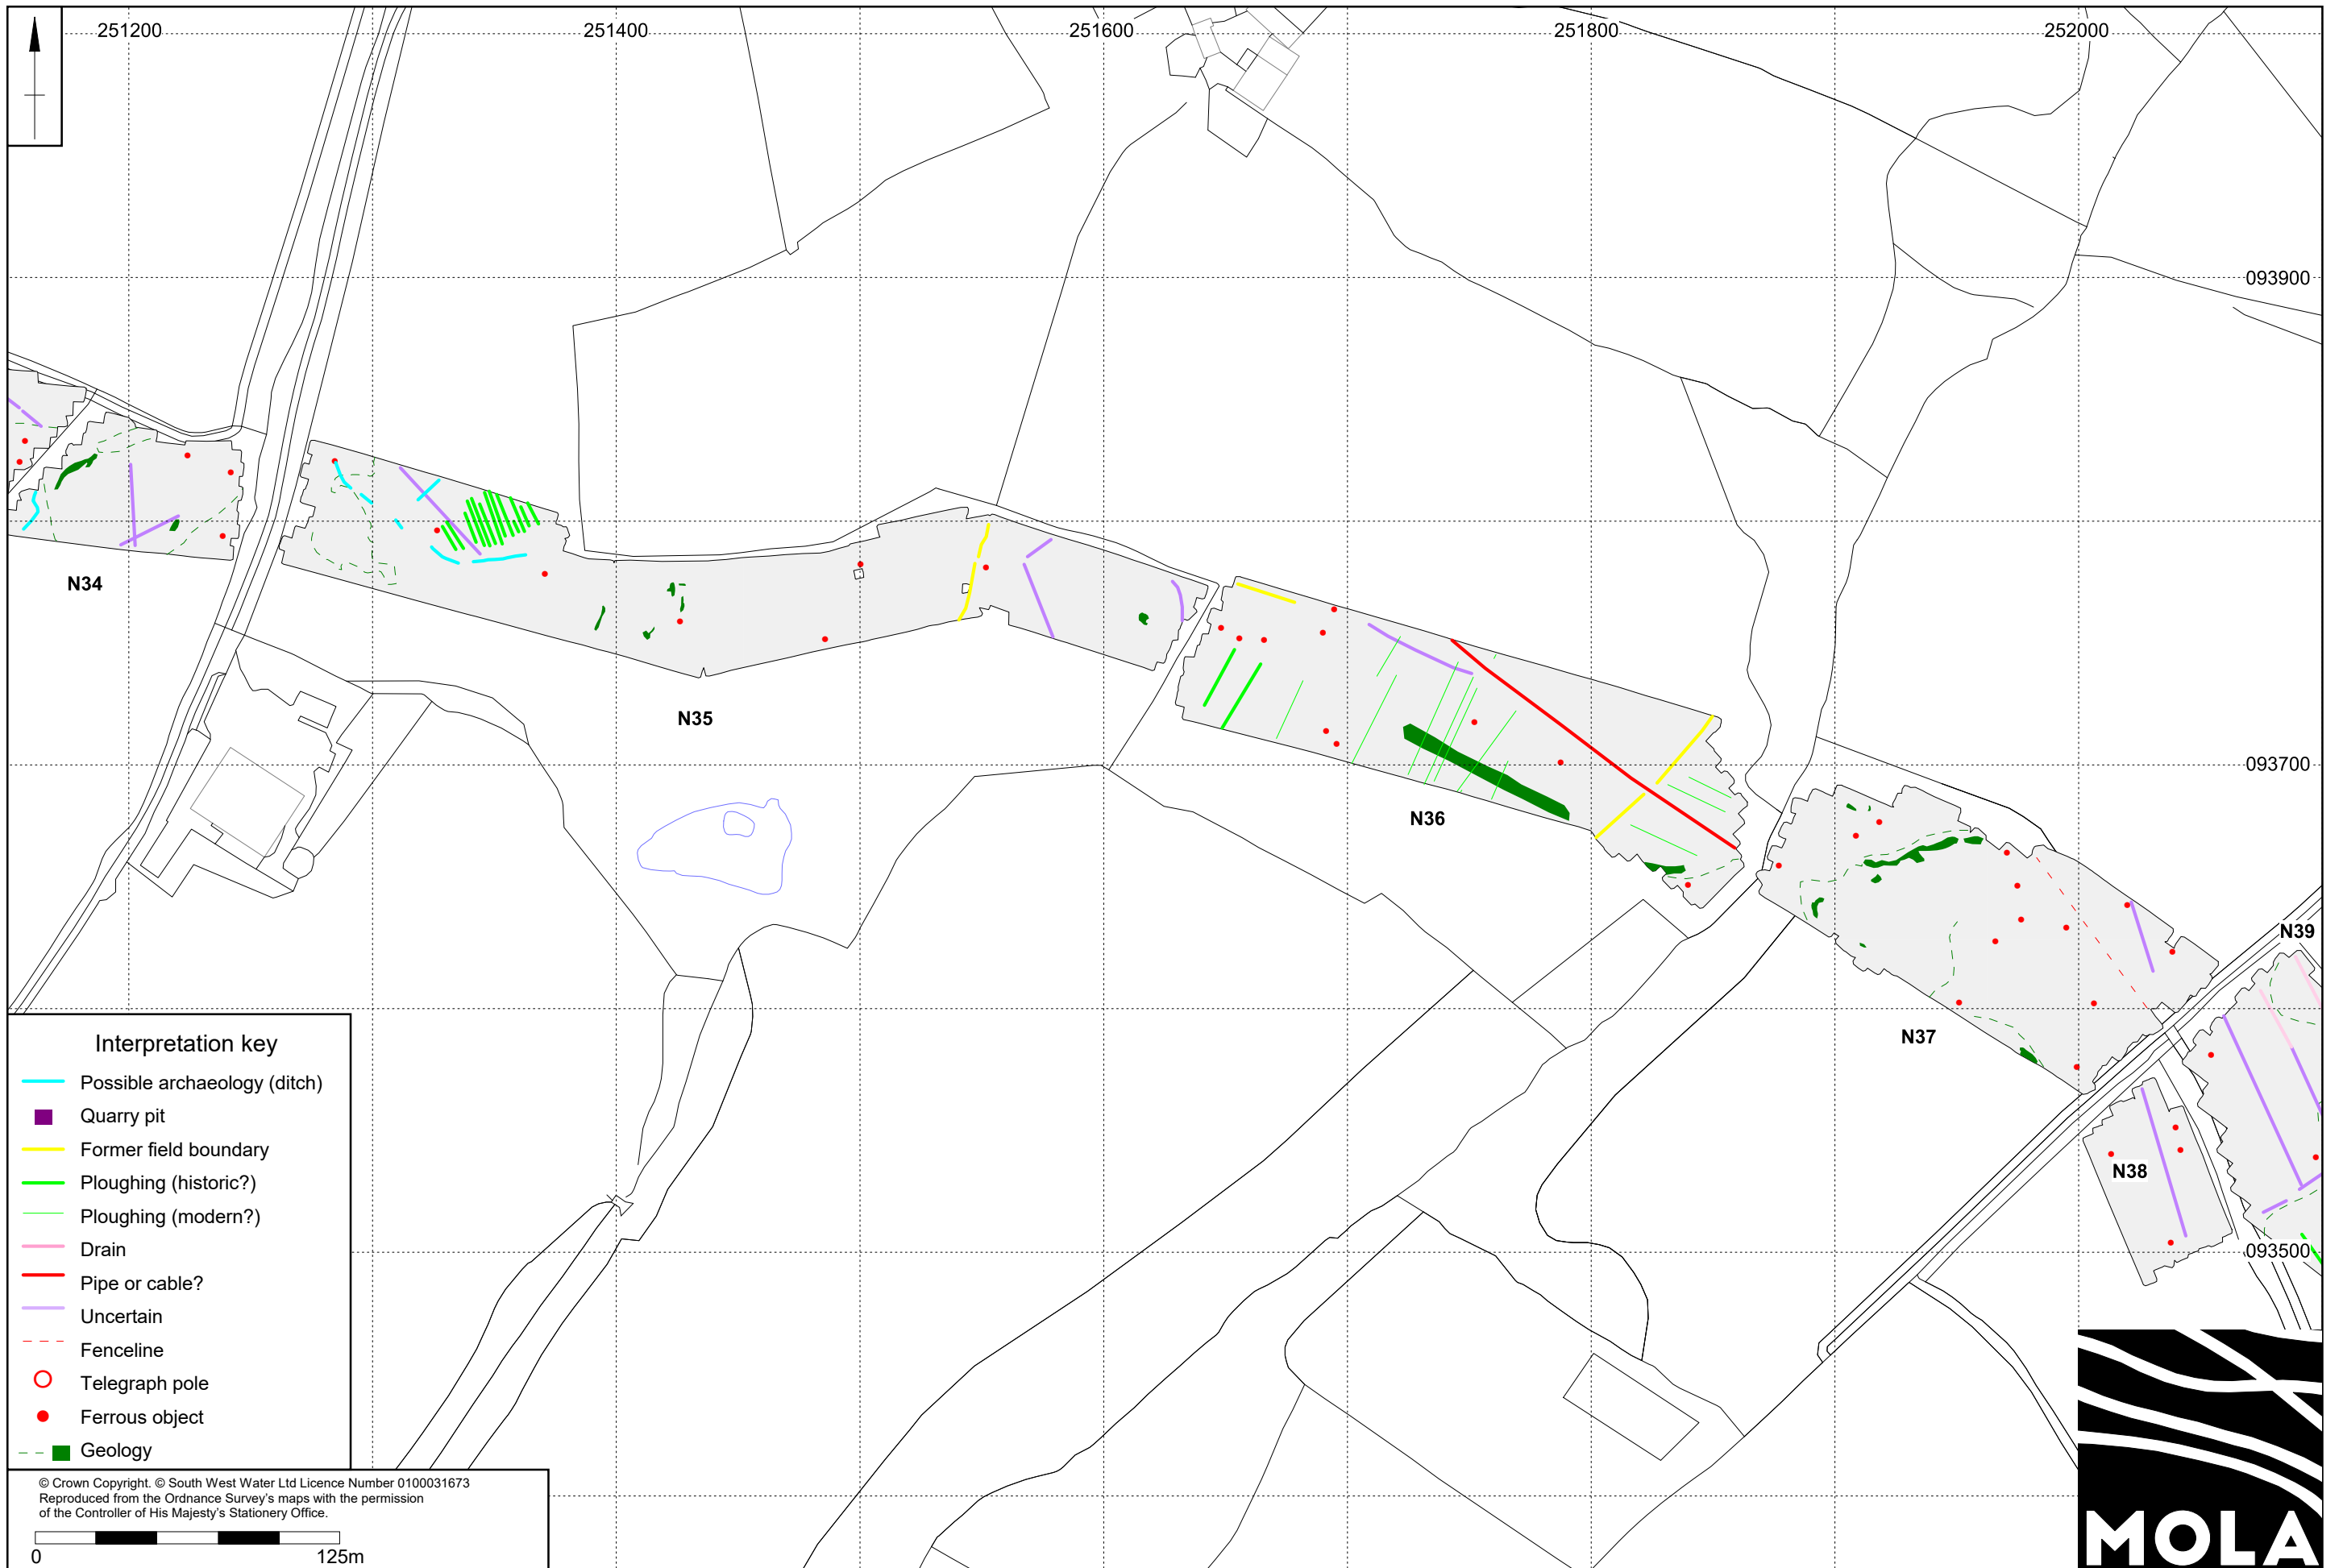 251200
251400
251600
251800
252000
093900
N34
N35
093700
N36
N39
N37
N38
093500
Interpretation key
Possible archaeology (ditch)
Quarry pit
Former field boundary
Ploughing (historic?)
Ploughing (modern?)
Drain
Pipe or cable?
Uncertain
Fenceline
Telegraph pole
Ferrous object
Geology
© Crown Copyright. © South West Water Ltd Licence Number 0100031673
Reproduced from the Ordnance Survey's maps with the permission
of the Controller of His Majesty's Stationery Office.
0 125m
MOLA